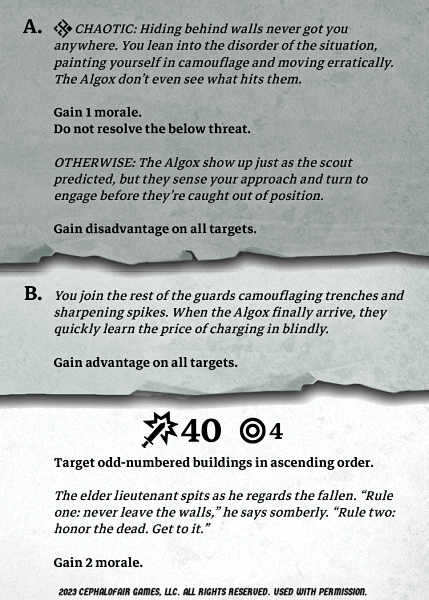 A. CHAOTIC: Hiding behind walls never got you
anywhere. You lean into the disorder of the situation,
painting yourself in camouflage and moving erratically.
The Algox don’t even see what hits them.
Gain 1 morale.
Do not resolve the below threat.
OTHERWISE: The Algox show up just as the scout
predicted, but they sense your approach and turn to
engage before they’re caught out of position.
Gain disadvantage on all targets.
B. You join the rest of the guards camouflaging trenches and
sharpening spikes. When the Algox finally arrive, they
quickly learn the price of charging in blindly.
Gain advantage on all targets.
40 4
Target odd-numbered buildings in ascending order.
The elder lieutenant spits as he regards the fallen. “Rule
one: never leave the walls,” he says somberly. “Rule two:
honor the dead. Get to it.”
Gain 2 morale.
2023 CEPHALOFAIR GAMES, LLC. ALL RIGHTS RESERVED. USED WITH PERMISSION.